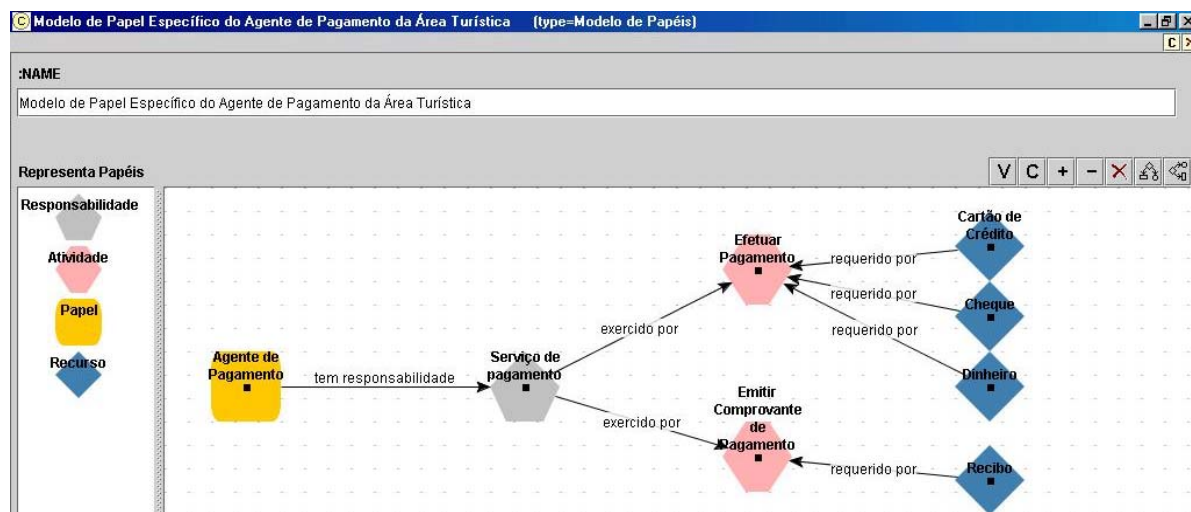 C Modelo de Papel Específico do Agente de Pagamento da Área Turística (type=Modelo de Papéis)
C
:NAME
Modelo de Papel Específico do Agente de Pagamento da Área Turística
Representa Papéis
V C + −
Responsabilidade
Atividade
Papel
Recurso
Agente de
Pagamento
tem responsabilidade
Serviço de
pagamento
exercido por
exercido por
Efetuar
Pagamento
Emitir
Comprovante
de
Pagamento
requerido por
requerido por
requerido por
requerido por
Cartão de
Crédito
Cheque
Dinheiro
Recibo